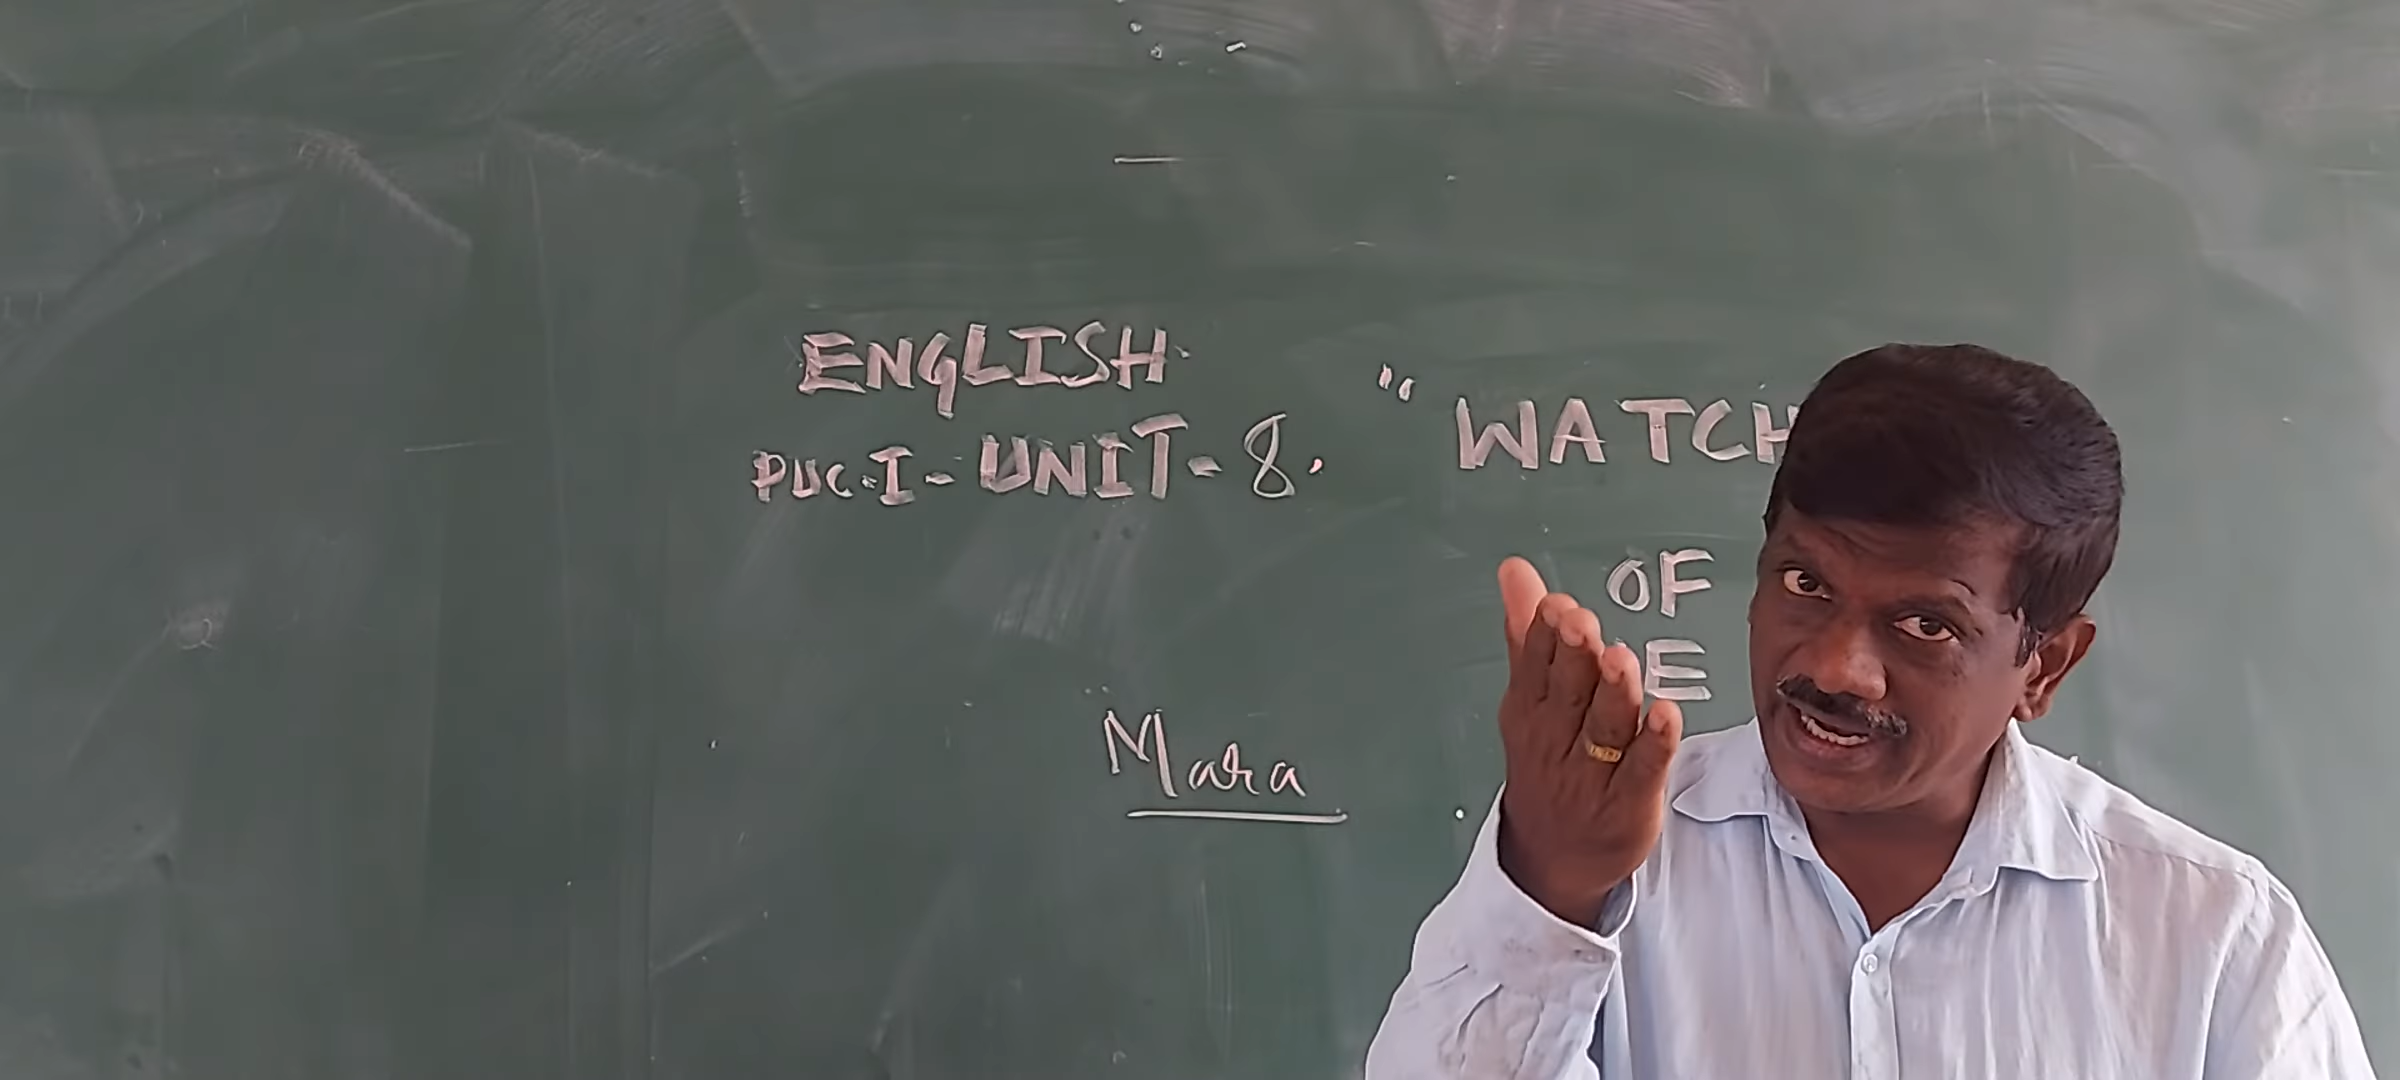 ENGLISH.
PUC.I- UNIT- 8.
" WATCH
OF
E
Mara